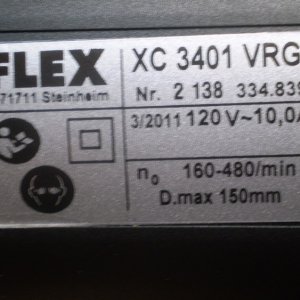 FLEX
71711 Steinheim
XC 3401 VRG
Nr. 2 138 334.839
3/2011 120 V~10,0A
n₀ 160-480/min
D.max 150mm